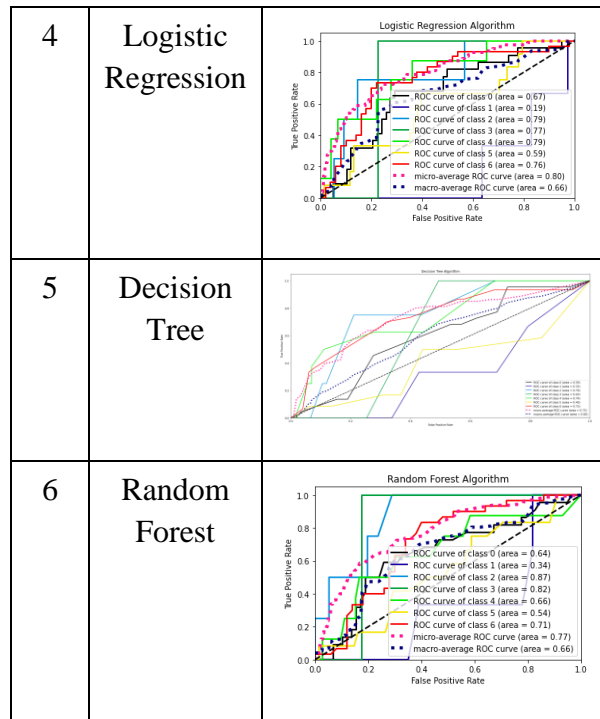 4
Logistic
Regression
Logistic Regression Algorithm
True Positive Rate
1.0
0.8
0.6
0.4
0.2
0.0
ROC curve of class 0 (area = 0.67)
ROC curve of class 1 (area = 0.19)
ROC curve of class 2 (area = 0.79)
ROC curve of class 3 (area = 0.77)
ROC curve of class 4 (area = 0.79)
ROC curve of class 5 (area = 0.59)
ROC curve of class 6 (area = 0.76)
micro-average ROC curve (area = 0.80)
macro-average ROC curve (area = 0.66)
0.0 0.2 0.4 0.6 0.8 1.0
False Positive Rate
5
Decision
Tree
Decision Tree Algorithm
True Positive Rate
False Positive Rate
6
Random
Forest
Random Forest Algorithm
True Positive Rate
1.0
0.8
0.6
0.4
0.2
0.0
ROC curve of class 0 (area = 0.64)
ROC curve of class 1 (area = 0.34)
ROC curve of class 2 (area = 0.87)
ROC curve of class 3 (area = 0.82)
ROC curve of class 4 (area = 0.66)
ROC curve of class 5 (area = 0.54)
ROC curve of class 6 (area = 0.71)
micro-average ROC curve (area = 0.77)
macro-average ROC curve (area = 0.66)
0.0 0.2 0.4 0.6 0.8 1.0
False Positive Rate